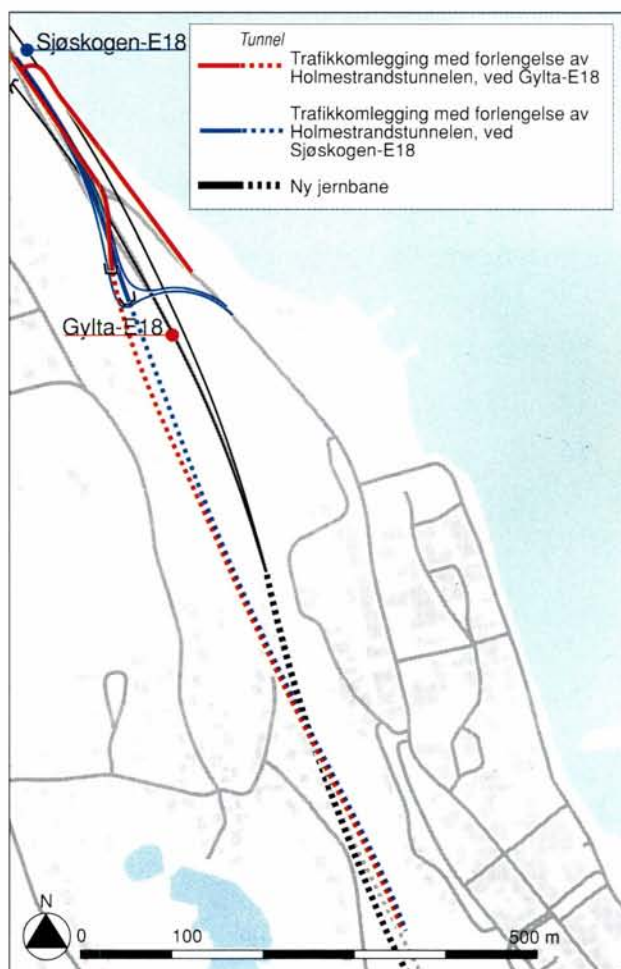 Sjøskogen-E18
Tunnel
Trafikkomlegging med forlengelse av
Holmestrandstunnelen, ved Gylta-E18
Trafikkomlegging med forlengelse av
Holmestrandstunnelen, ved
Sjøskogen-E18
Ny jernbane
Gylta-E18
N
0 100 500 m